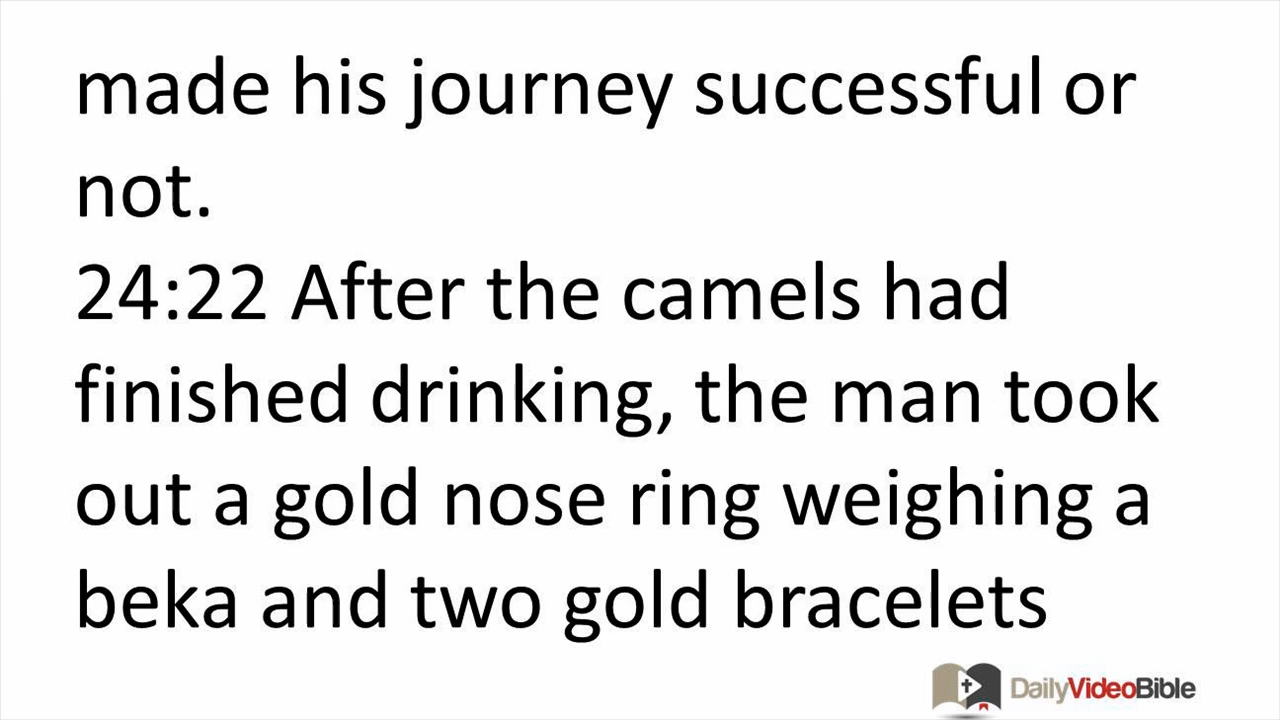 made his journey successful or
not.
24:22 After the camels had
finished drinking, the man took
out a gold nose ring weighing a
beka and two gold bracelets
DailyVideoBible